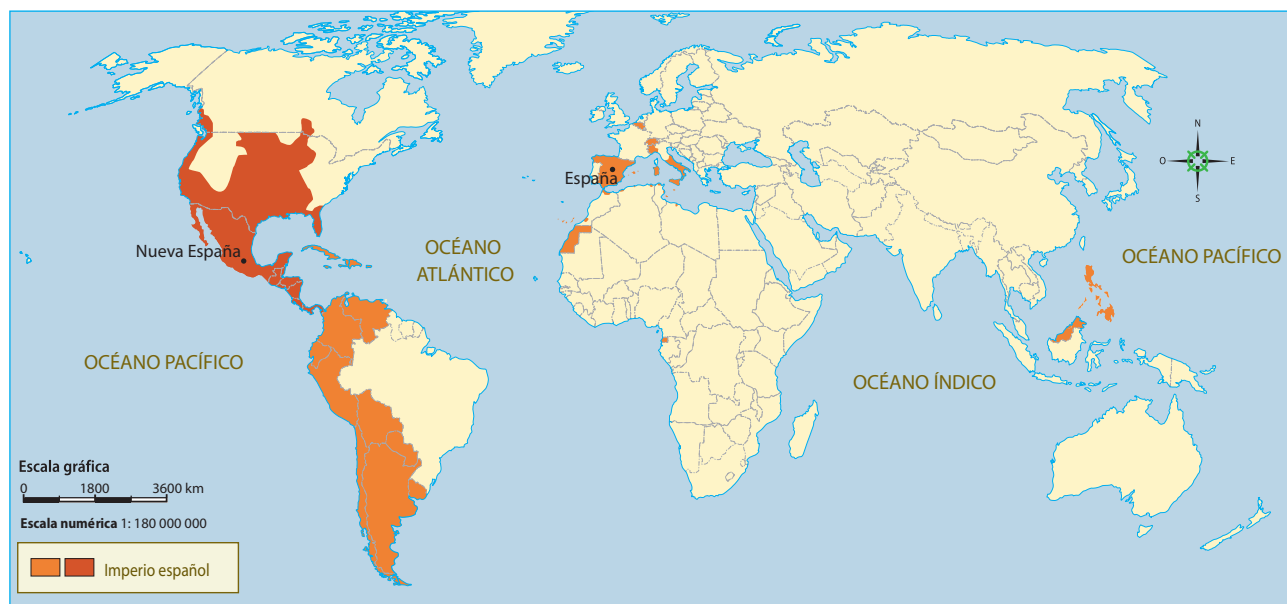 N
O E
S
España
Nueva España
OCÉANO
ATLÁNTICO
OCÉANO PACÍFICO
OCÉANO PACÍFICO
OCÉANO ÍNDICO
Escala gráfica
0 1800 3600 km
Escala numérica 1: 180 000 000
Imperio español